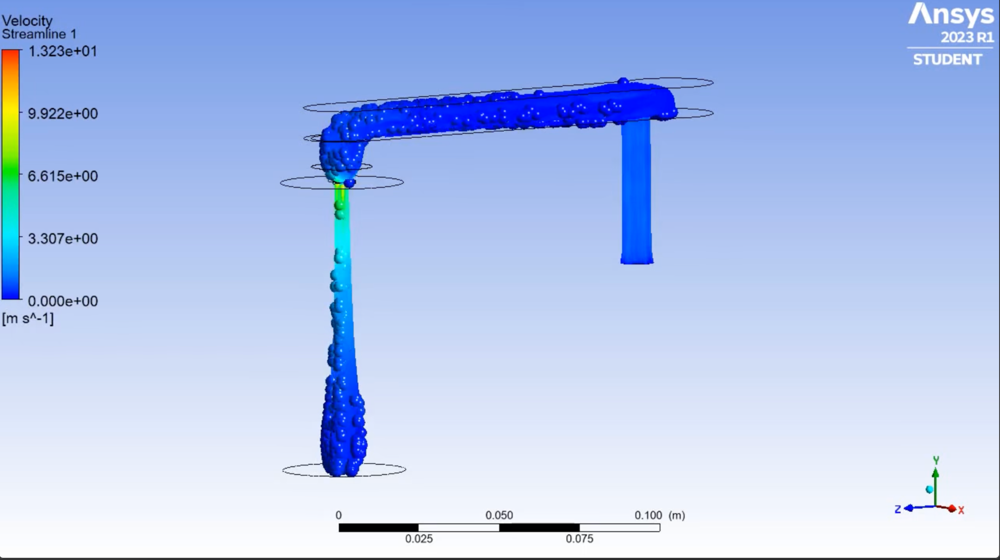 Velocity
Streamline 1
1.323e+01
9.922e+00
6.615e+00
3.307e+00
0.000e+00
[m s^-1]
Ansys
2023 R1
STUDENT
Y
Z
X
0
0.050
0.100 (m)
0.025
0.075